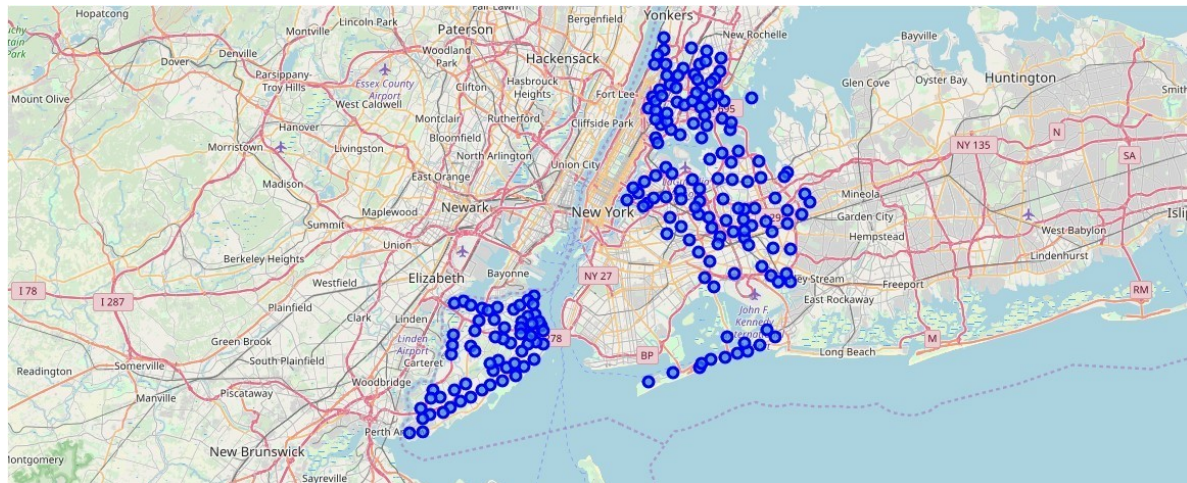 Hopatcong
Montville
Lincoln Park
Paterson
Fair Lawn
Bergenfield
Yonkers
New Rochelle
Bayville
Denville
Woodland Park
Hackensack
Huntington
Dover
Parsippany-Troy Hills
Essex County Airport
Hasbrouck Heights
Fort Lee
Glen Cove
Oyster Bay
Mount Olive
West Caldwell
Clifton
Hanover
Montclair
Rutherford
Cliffside Park
N
Livingston
Bloomfield
NY 135
Morristown
North Arlington
Union City
SA
East Orange
Madison
Mineola
Maplewood
Newark
New York
Garden City
Summit
Hempstead
West Babylon
Islip
Union
Berkeley Heights
Lindenhurst
Elizabeth
Bayonne
NY 27
Freeport
I 78
I 287
Westfield
East Rockaway
RM
Plainfield
Clark
Linden
John F. Kennedy
Green Brook
Linden Airport
78
M
South Plainfield
Carteret
BP
Long Beach
Readington
Somerville
Woodbridge
Piscataway
Manville
Perth
New Brunswick
Montgomery
Sayreville